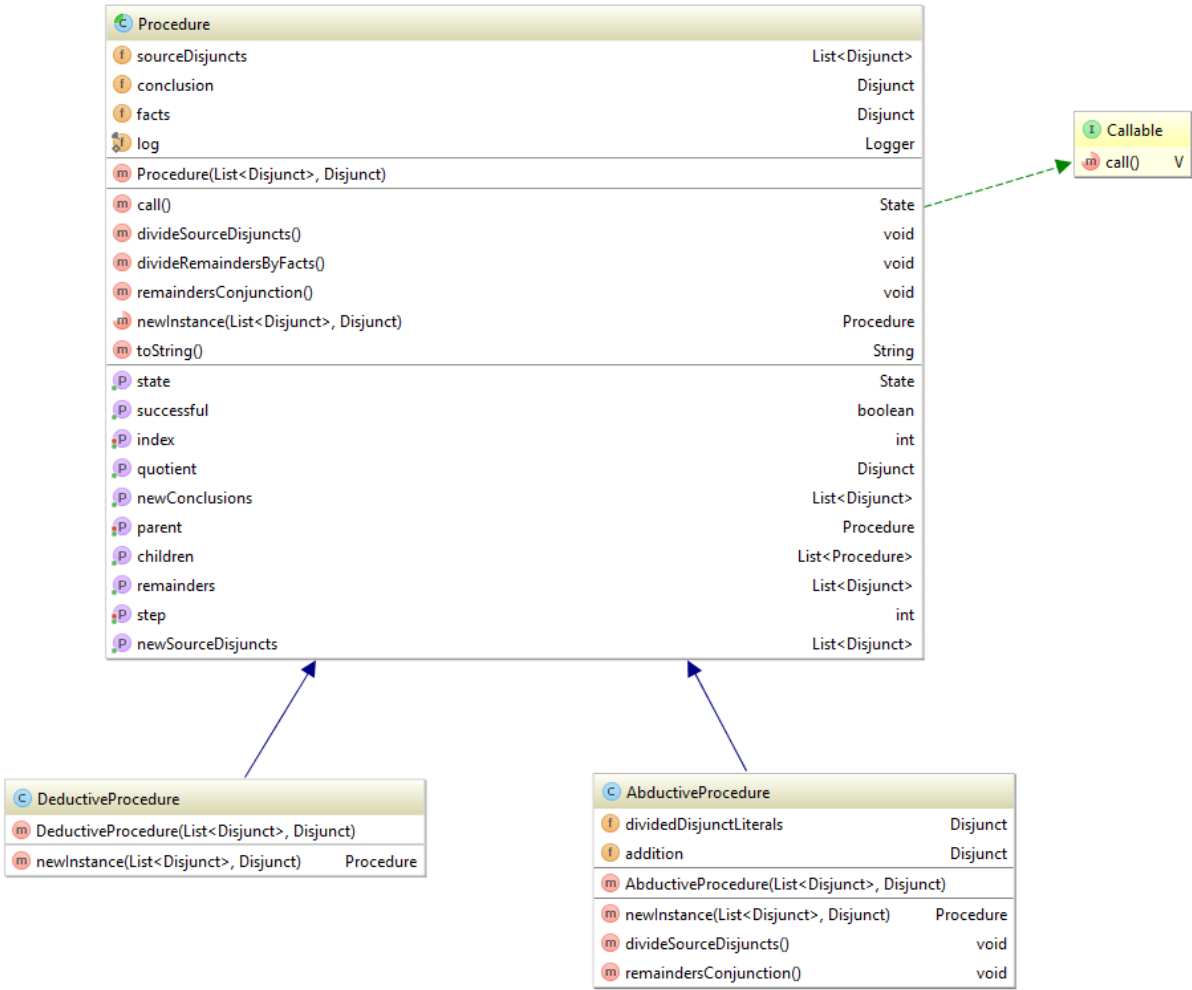 C Procedure
f sourceDisjuncts List<Disjunct>
f conclusion Disjunct
f facts Disjunct
f log Logger
m Procedure(List<Disjunct>, Disjunct)
m call() State
m divideSourceDisjuncts() void
m divideRemaindersByFacts() void
m remaindersConjunction() void
m newInstance(List<Disjunct>, Disjunct) Procedure
m toString() String
P state State
P successful boolean
P index int
P quotient Disjunct
P newConclusions List<Disjunct>
P parent Procedure
P children List<Procedure>
P remainders List<Disjunct>
P step int
P newSourceDisjuncts List<Disjunct>
I Callable
m call() V
C DeductiveProcedure
m DeductiveProcedure(List<Disjunct>, Disjunct)
m newInstance(List<Disjunct>, Disjunct) Procedure
C AbductiveProcedure
f dividedDisjunctLiterals Disjunct
f addition Disjunct
m AbductiveProcedure(List<Disjunct>, Disjunct)
m newInstance(List<Disjunct>, Disjunct) Procedure
m divideSourceDisjuncts() void
m remaindersConjunction() void